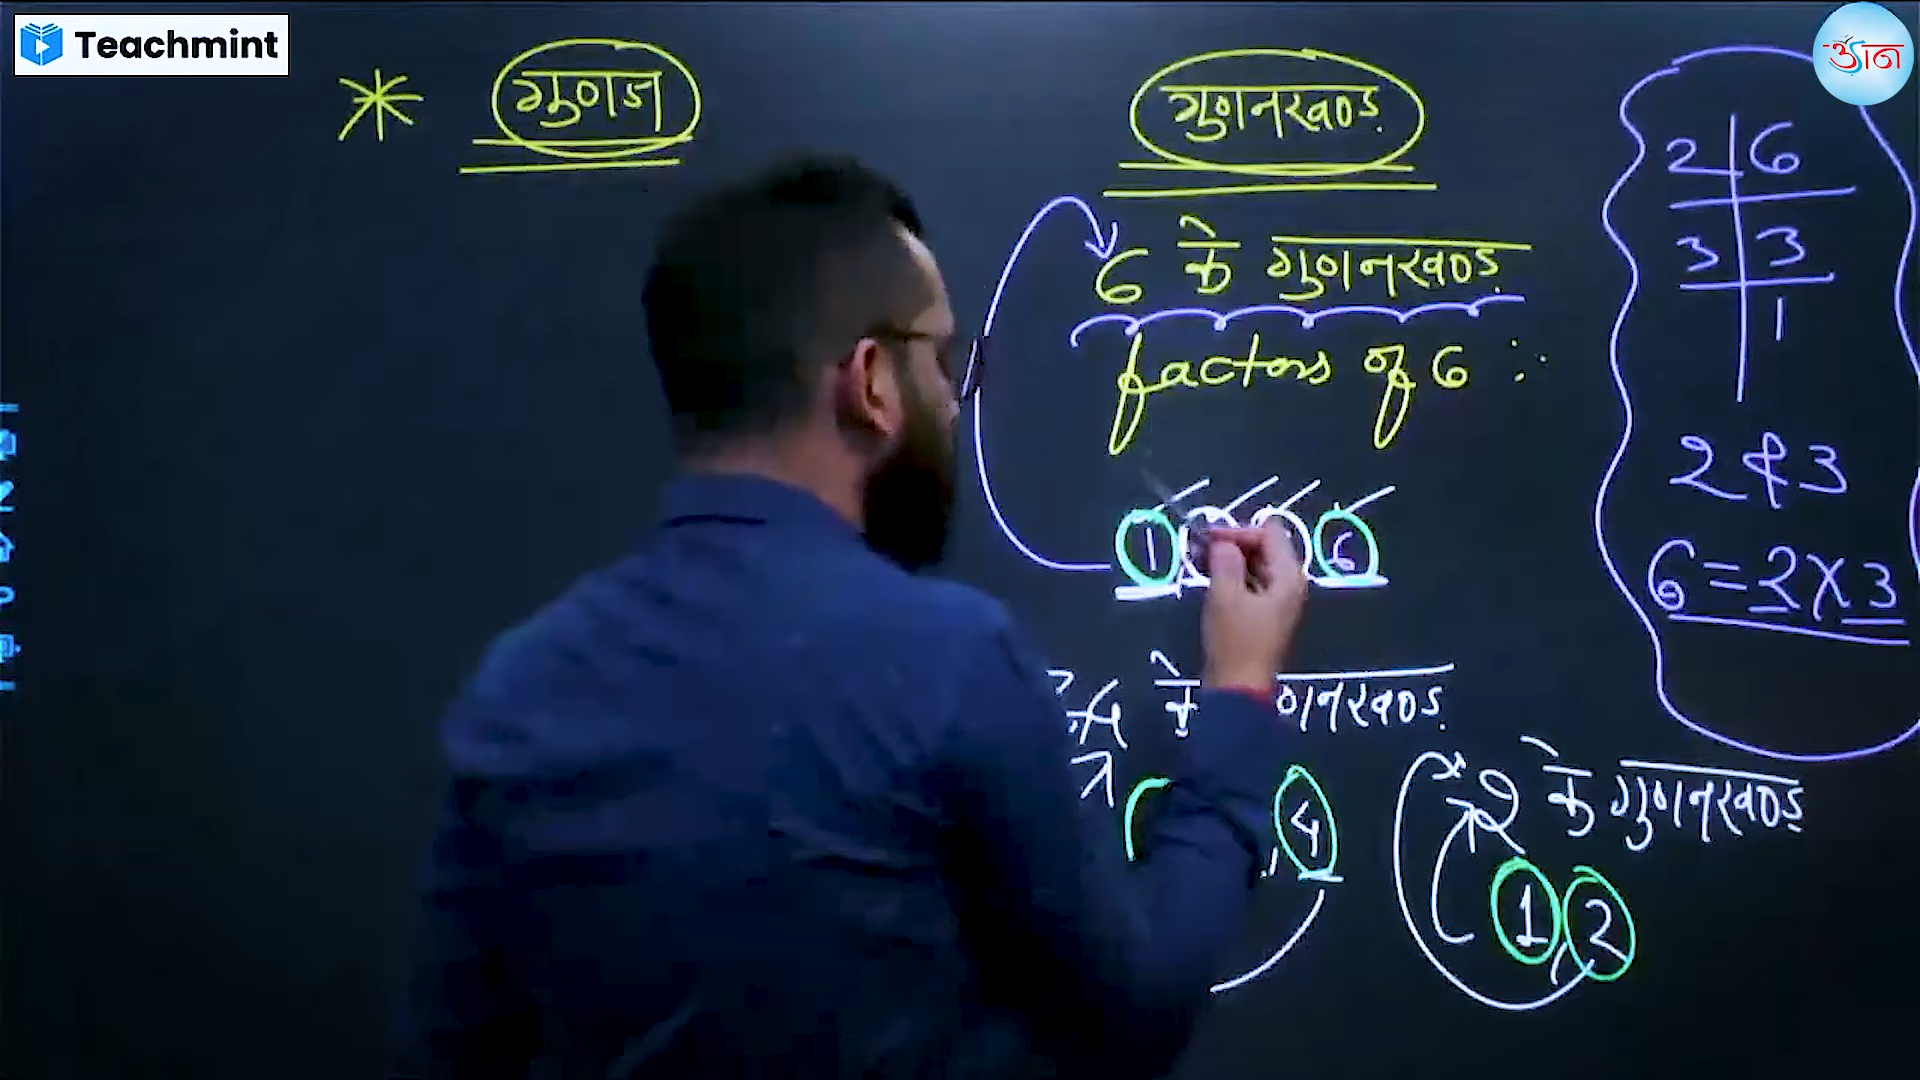 Teachmint
ज्ञान
गुणज
गुणनखण्ड
6 के गुणनखण्ड
factors of 6 :
1 6
के गुणनखण्ड
4
2 के गुणनखण्ड
1, 2
2 6
3 3
1
2 & 3
6 = 2 x 3